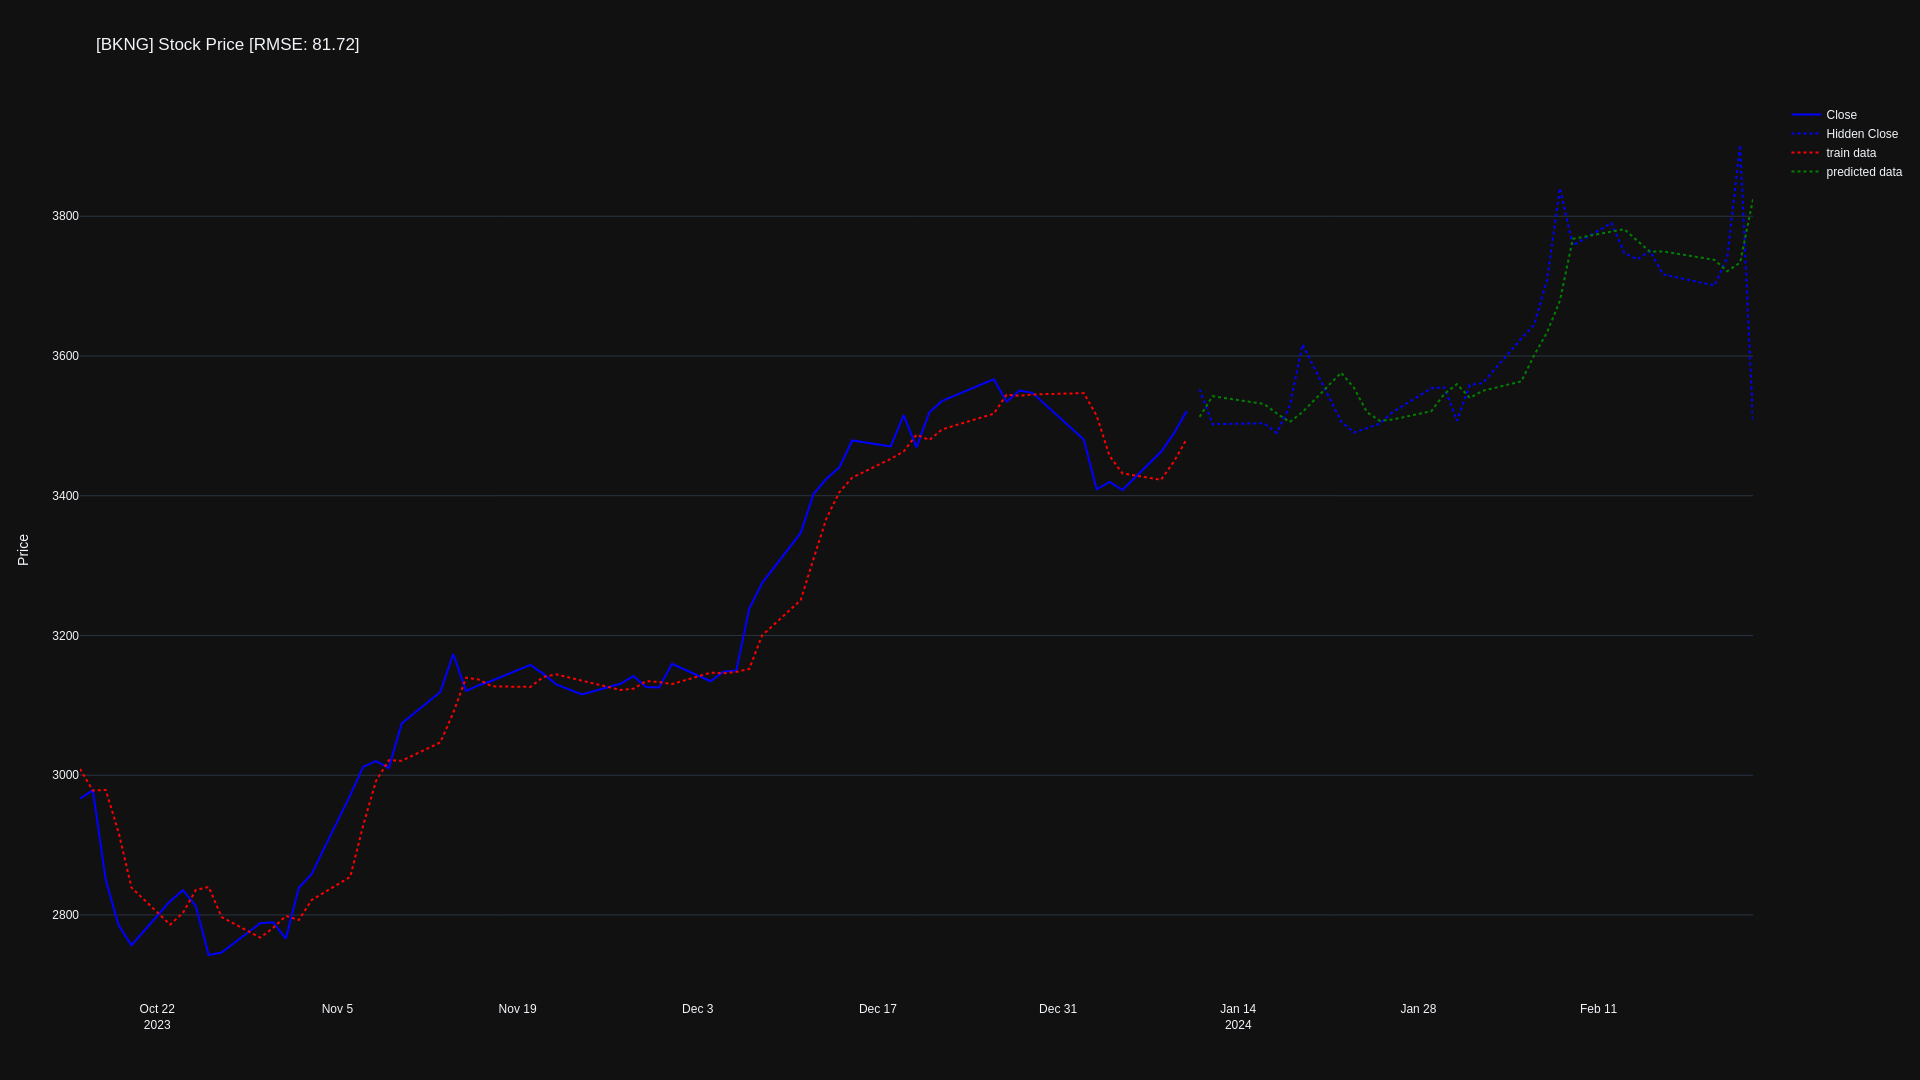 [BKNG] Stock Price [RMSE: 81.72]
Close
Hidden Close
train data
predicted data
3800
3600
3400
3200
3000
2800
Price
Oct 22
2023
Nov 5
Nov 19
Dec 3
Dec 17
Dec 31
Jan 14
2024
Jan 28
Feb 11